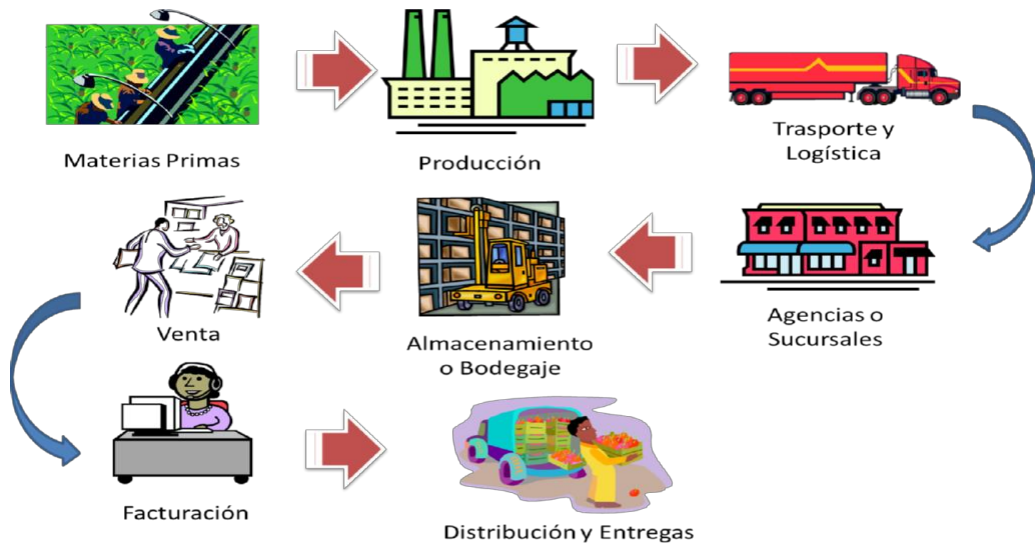 Materias Primas
Producción
Trasporte y
Logística
Agencias o
Sucursales
Almacenamiento
o Bodegaje
Venta
Facturación
Distribución y Entregas